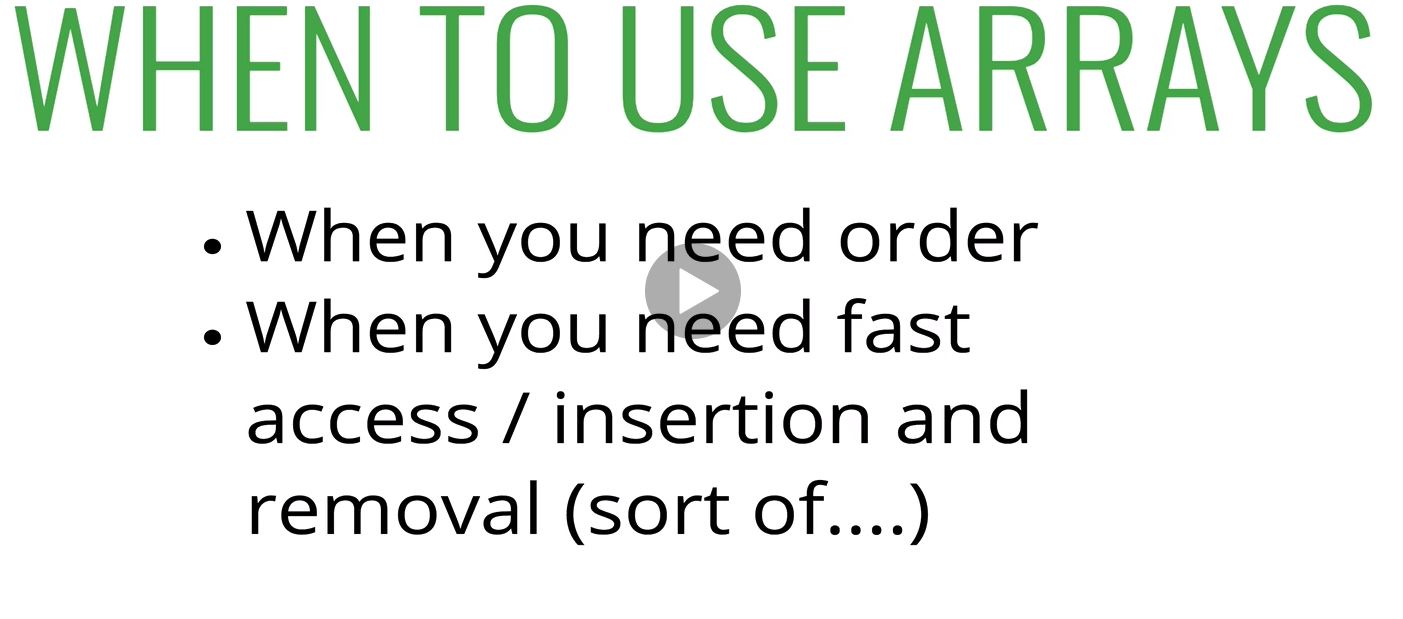 WHEN TO USE ARRAYS
• When you need order
• When you need fast
access / insertion and
removal (sort of....)